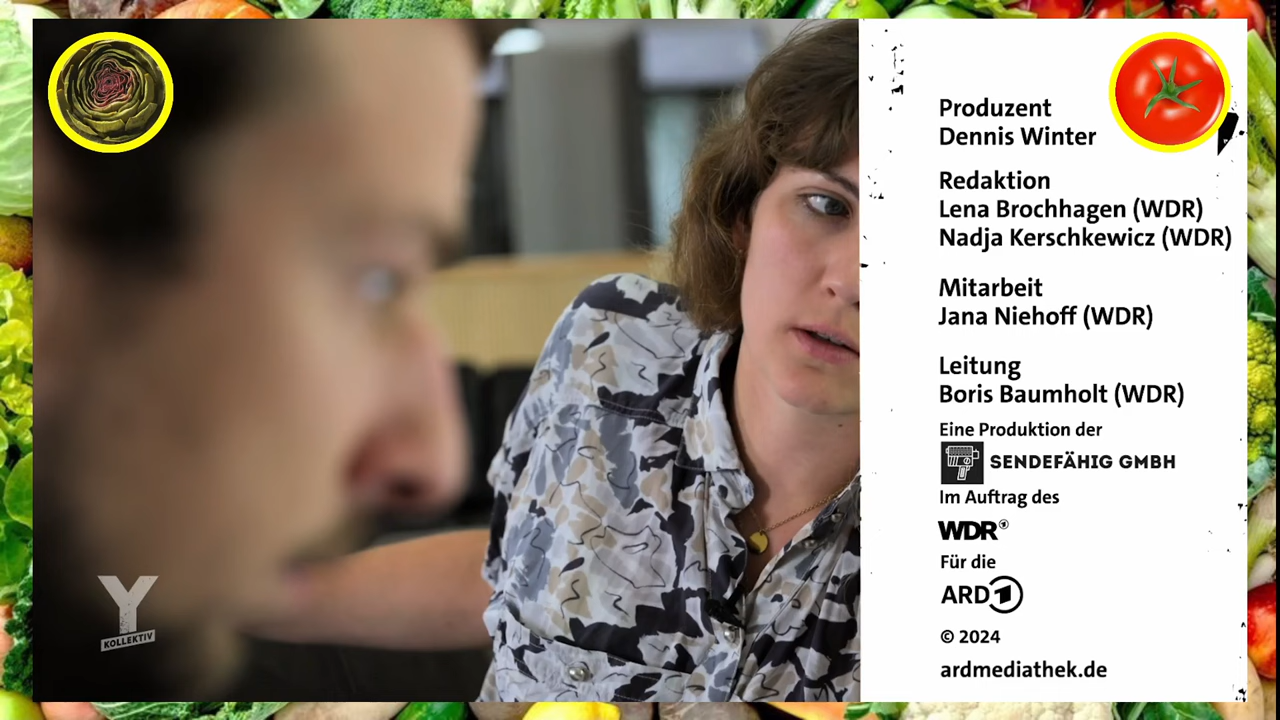 Produzent
Dennis Winter
Redaktion
Lena Brochhagen (WDR)
Nadja Kerschkewicz (WDR)
Mitarbeit
Jana Niehoff (WDR)
Leitung
Boris Baumholt (WDR)
Eine Produktion der
SENDEFÄHIG GMBH
Im Auftrag des
WDR
Für die
ARD 1
© 2024
ardmediathek.de
Y
KOLLEKTIV